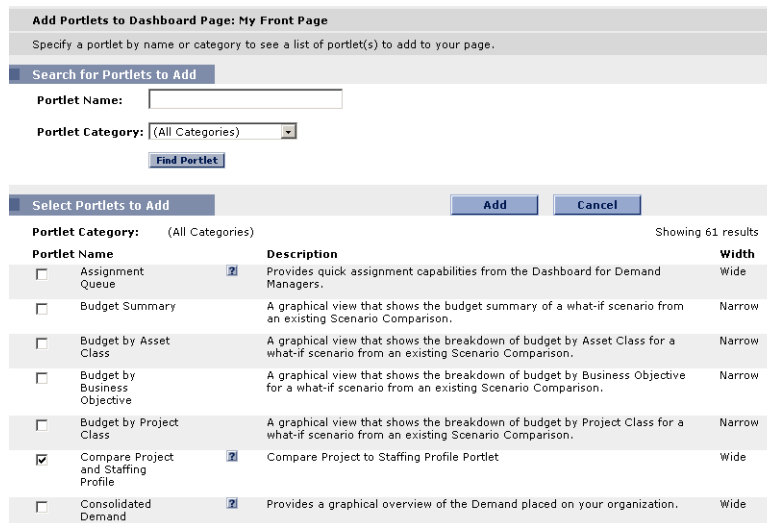 Add Portlets to Dashboard Page: My Front Page
Specify a portlet by name or category to see a list of portlet(s) to add to your page.
Search for Portlets to Add
Portlet Name:
Portlet Category: (All Categories)
Find Portlet
Select Portlets to Add Add Cancel
Portlet Category: (All Categories) Showing 61 results
Portlet Name Description Width
Assignment ? Provides quick assignment capabilities from the Dashboard for Demand Wide
Queue Managers.
Budget Summary A graphical view that shows the budget summary of a what-if scenario from Narrow
an existing Scenario Comparison.
Budget by Asset A graphical view that shows the breakdown of budget by Asset Class for a Narrow
Class what-if scenario from an existing Scenario Comparison.
Budget by A graphical view that shows the breakdown of budget by Business Objective Narrow
Business for a what-if scenario from an existing Scenario Comparison.
Objective
Budget by Project A graphical view that shows the breakdown of budget by Project Class for a Narrow
Class what-if scenario from an existing Scenario Comparison.
Compare Project ? Compare Project to Staffing Profile Portlet Wide
and Staffing
Profile
Consolidated ? Provides a graphical overview of the Demand placed on your organization. Wide
Demand